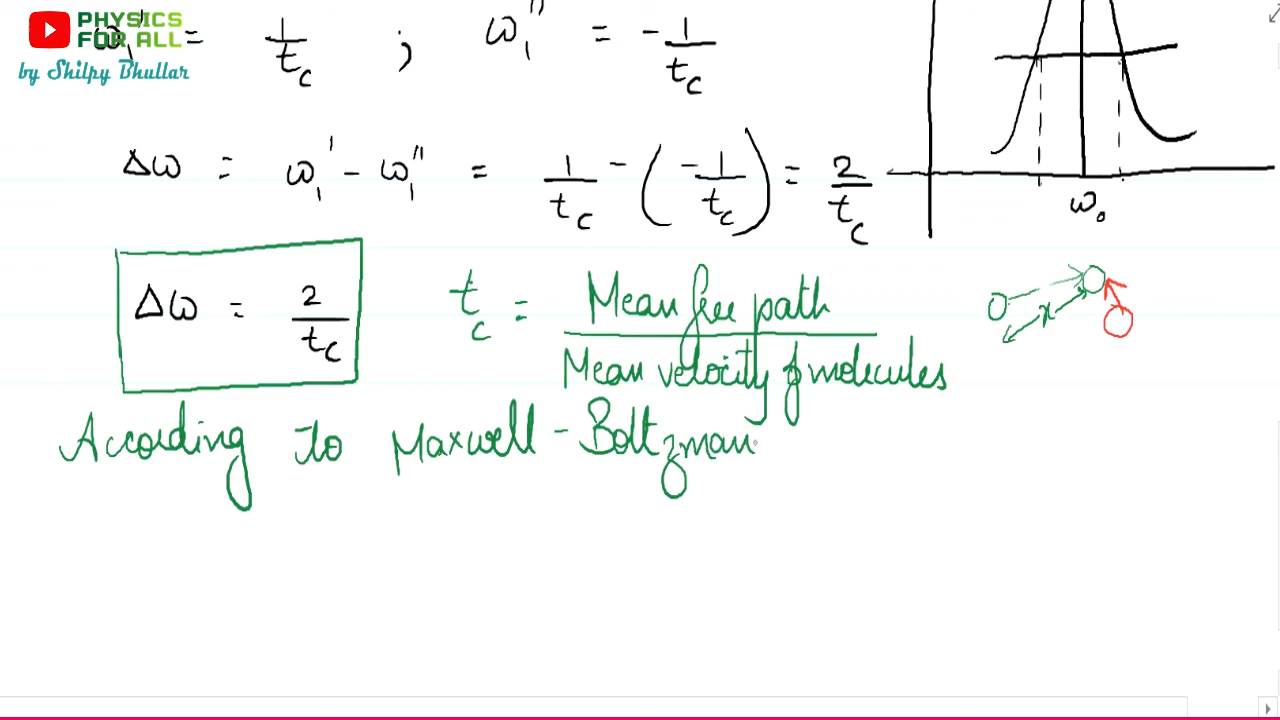 PHYSICS
FOR ALL
by Shilpy Bhullar
ω₁' = 1/t_c ; ω₁'' = -1/t_c
Δω = ω₁' - ω₁'' = 1/t_c - (-1/t_c) = 2/t_c
ω₀
Δω = 2/t_c
t_c = Mean free path / Mean velocity of molecules
x
According to Maxwell - Boltzman